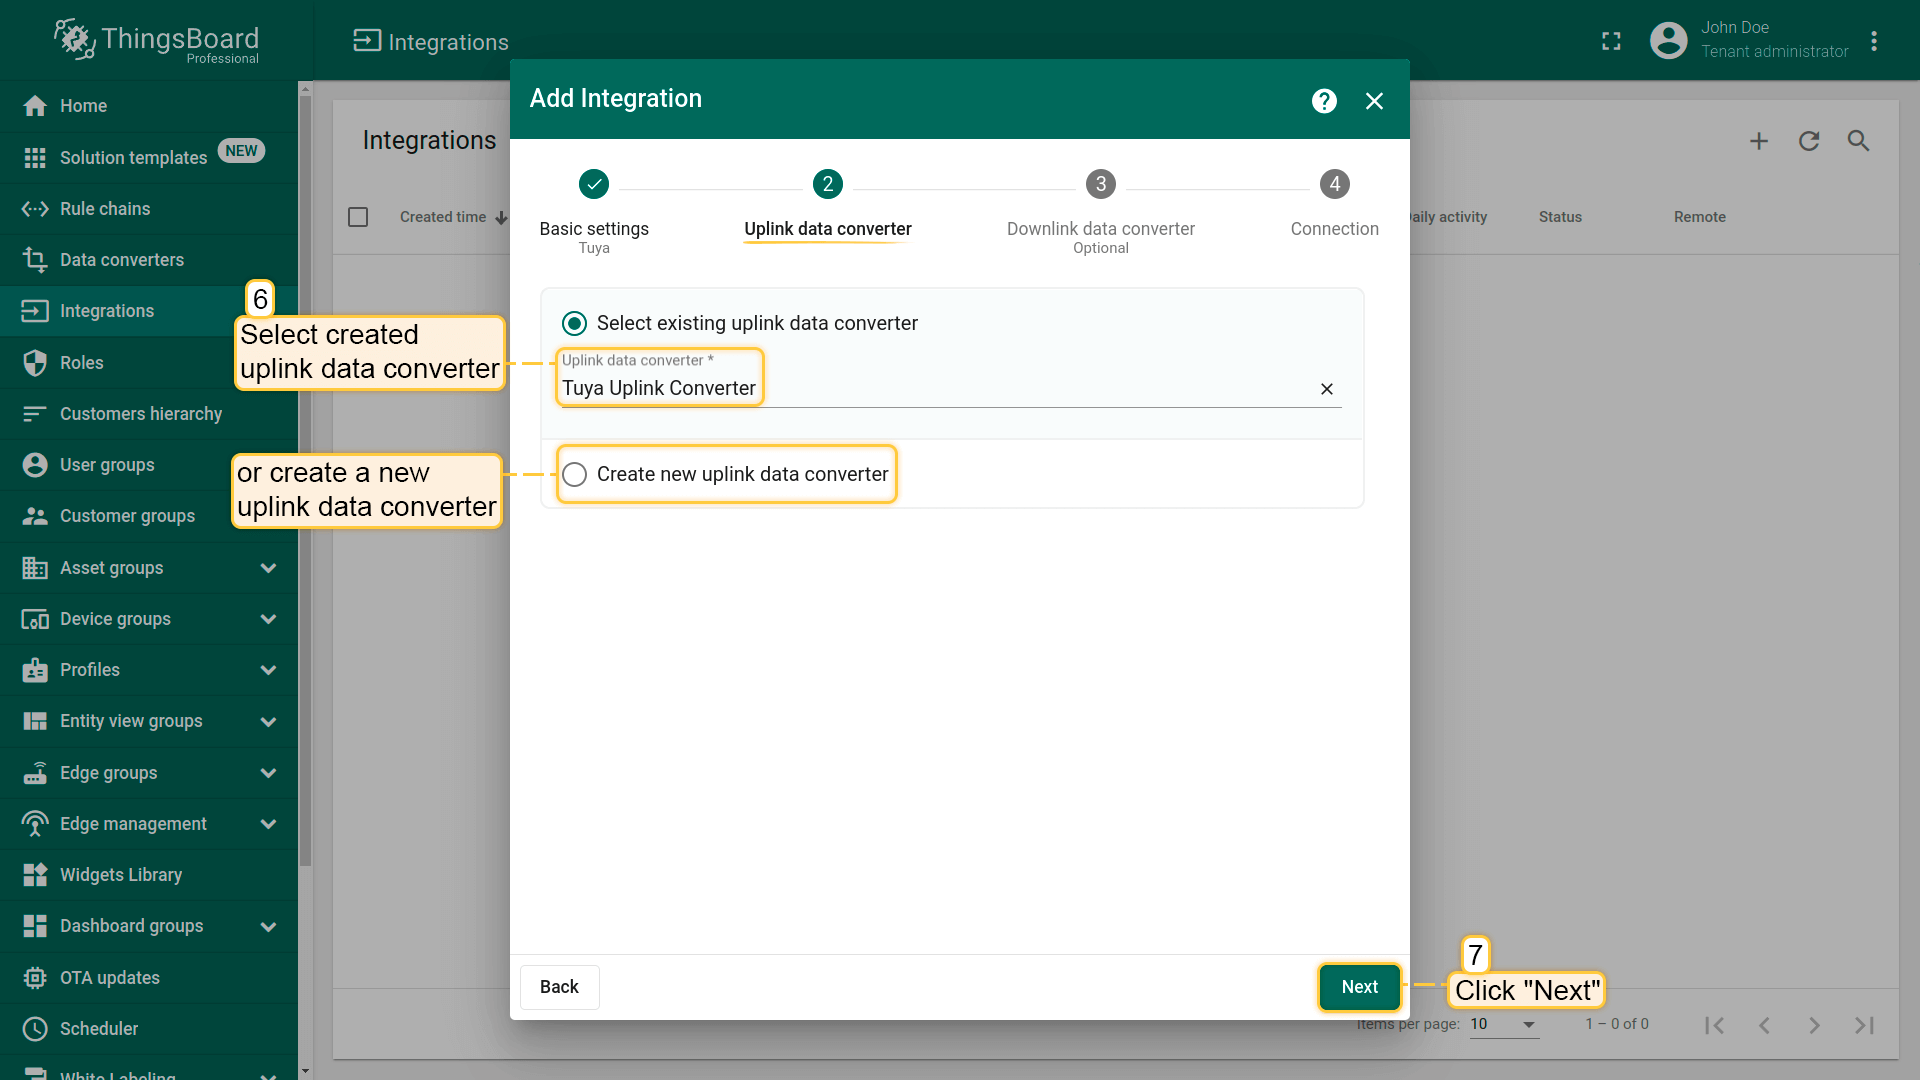 ThingsBoard
Professional
Integrations
John Doe
Tenant administrator
Home
Solution templates
NEW
Rule chains
Data converters
Integrations
Roles
Customers hierarchy
User groups
Customer groups
Asset groups
Device groups
Profiles
Entity view groups
Edge groups
Edge management
Widgets Library
Dashboard groups
OTA updates
Scheduler
White Labeling
Integrations
Created time
Daily activity
Status
Remote
Add Integration
?
2
3
4
Basic settings
Tuya
Uplink data converter
Downlink data converter
Optional
Connection
6
Select created
uplink data converter
Select existing uplink data converter
Uplink data converter *
Tuya Uplink Converter
or create a new
uplink data converter
Create new uplink data converter
Back
Next
7
Click "Next"
Items per page:
10
1 – 0 of 0